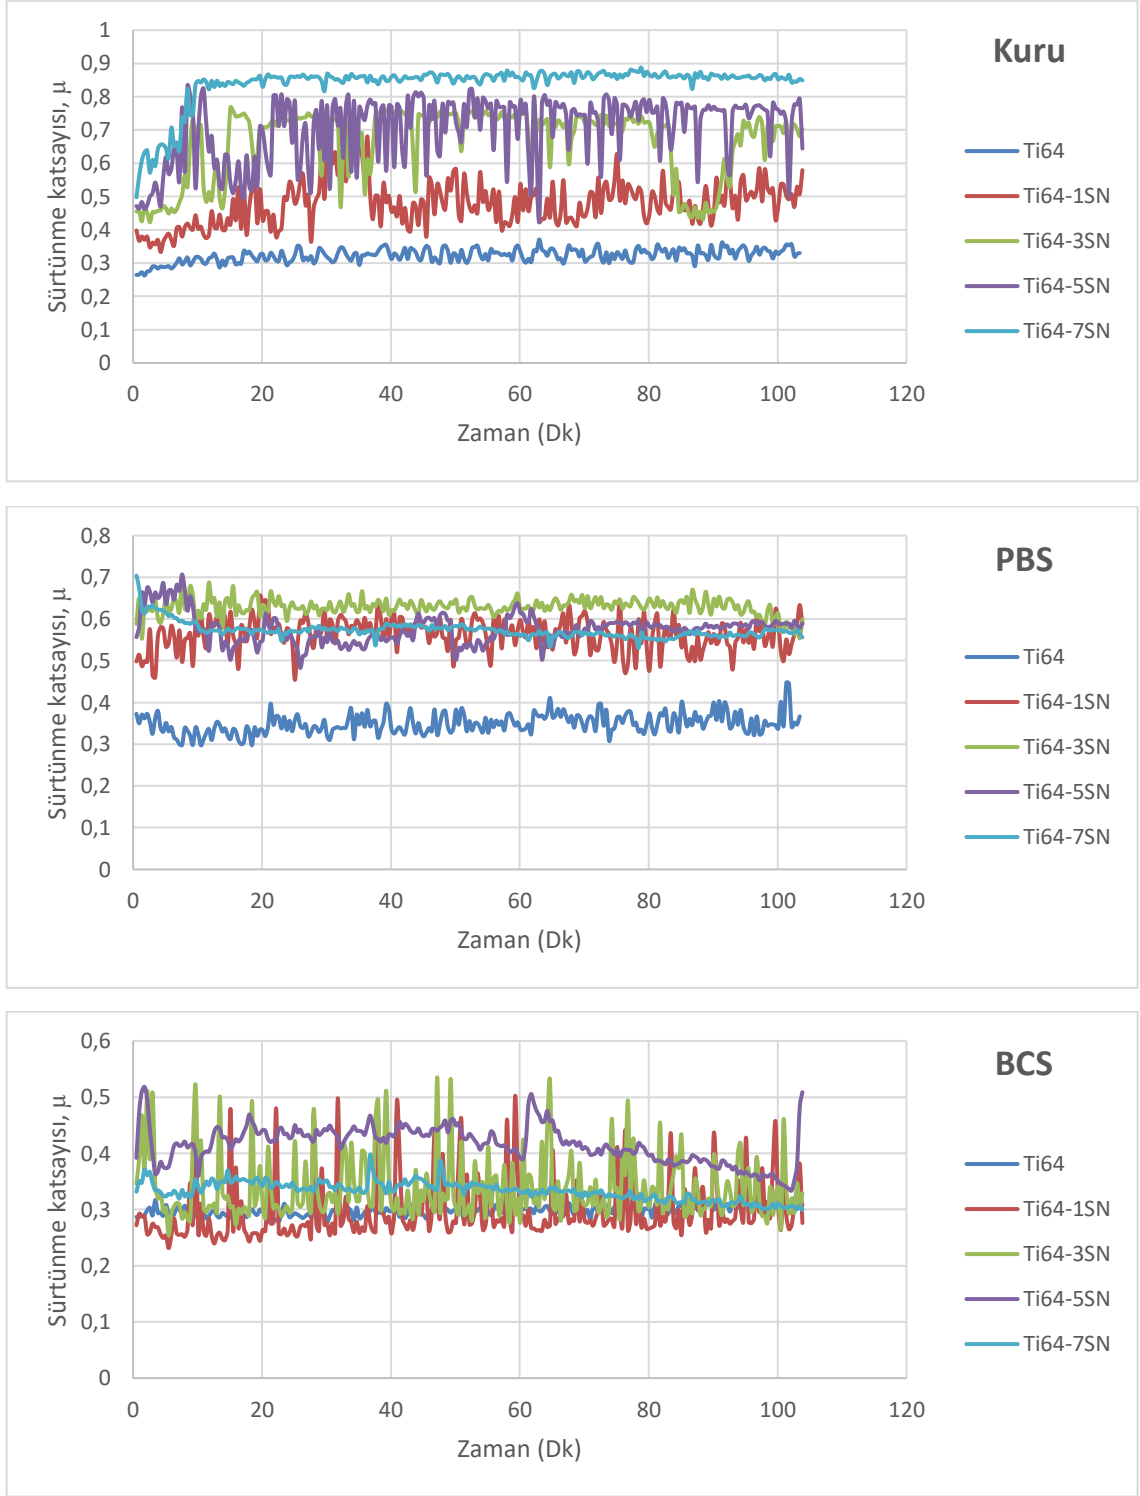 Kuru
Sürtünme katsayısı, μ
1
0,9
0,8
0,7
0,6
0,5
0,4
0,3
0,2
0,1
0
0 20 40 60 80 100 120
Zaman (Dk)
Ti64
Ti64-1SN
Ti64-3SN
Ti64-5SN
Ti64-7SN
PBS
Sürtünme katsayısı, μ
0,8
0,7
0,6
0,5
0,4
0,3
0,2
0,1
0
0 20 40 60 80 100 120
Zaman (Dk)
Ti64
Ti64-1SN
Ti64-3SN
Ti64-5SN
Ti64-7SN
BCS
Sürtünme katsayısı, μ
0,6
0,5
0,4
0,3
0,2
0,1
0
0 20 40 60 80 100 120
Zaman (Dk)
Ti64
Ti64-1SN
Ti64-3SN
Ti64-5SN
Ti64-7SN